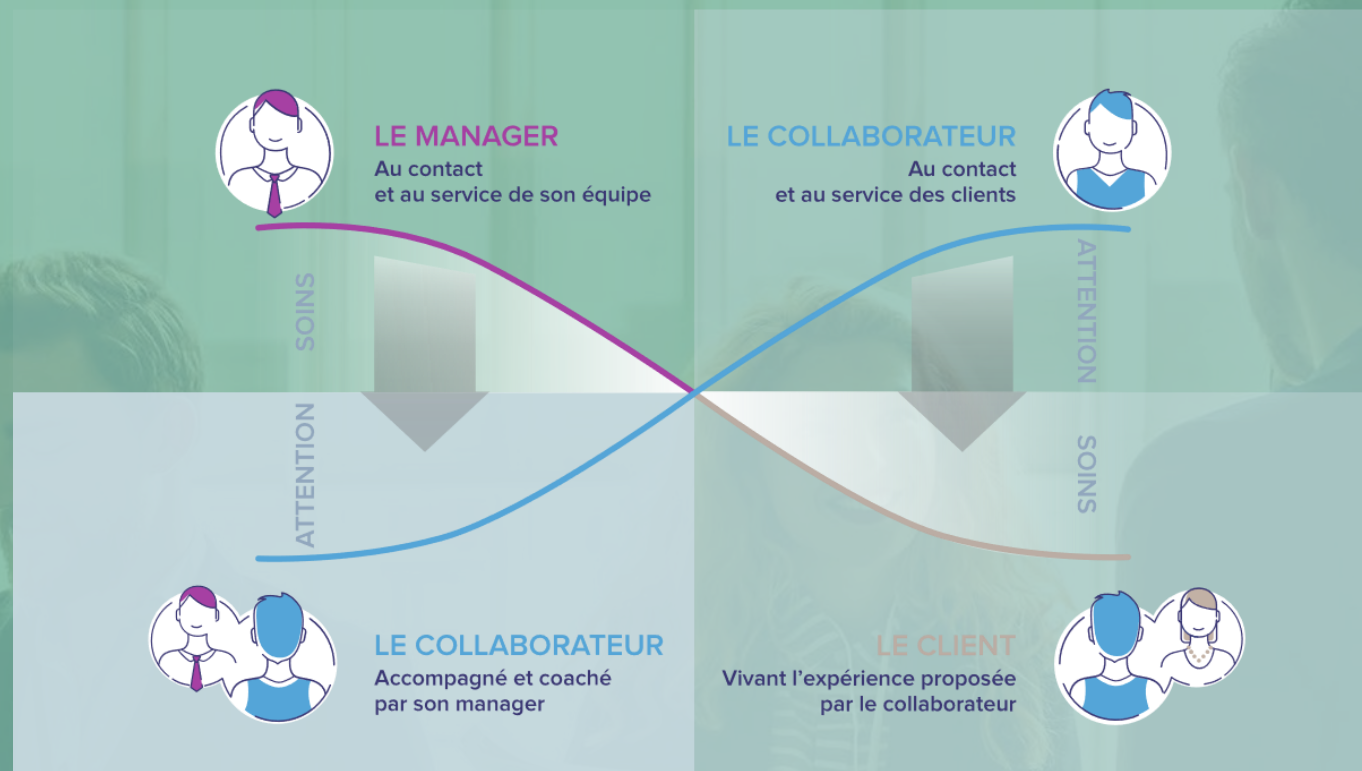 LE MANAGER
Au contact
et au service de son équipe
LE COLLABORATEUR
Au contact
et au service des clients
SOINS
ATTENTION
ATTENTION
SOINS
LE COLLABORATEUR
Accompagné et coaché
par son manager
LE CLIENT
Vivant l’expérience proposée
par le collaborateur